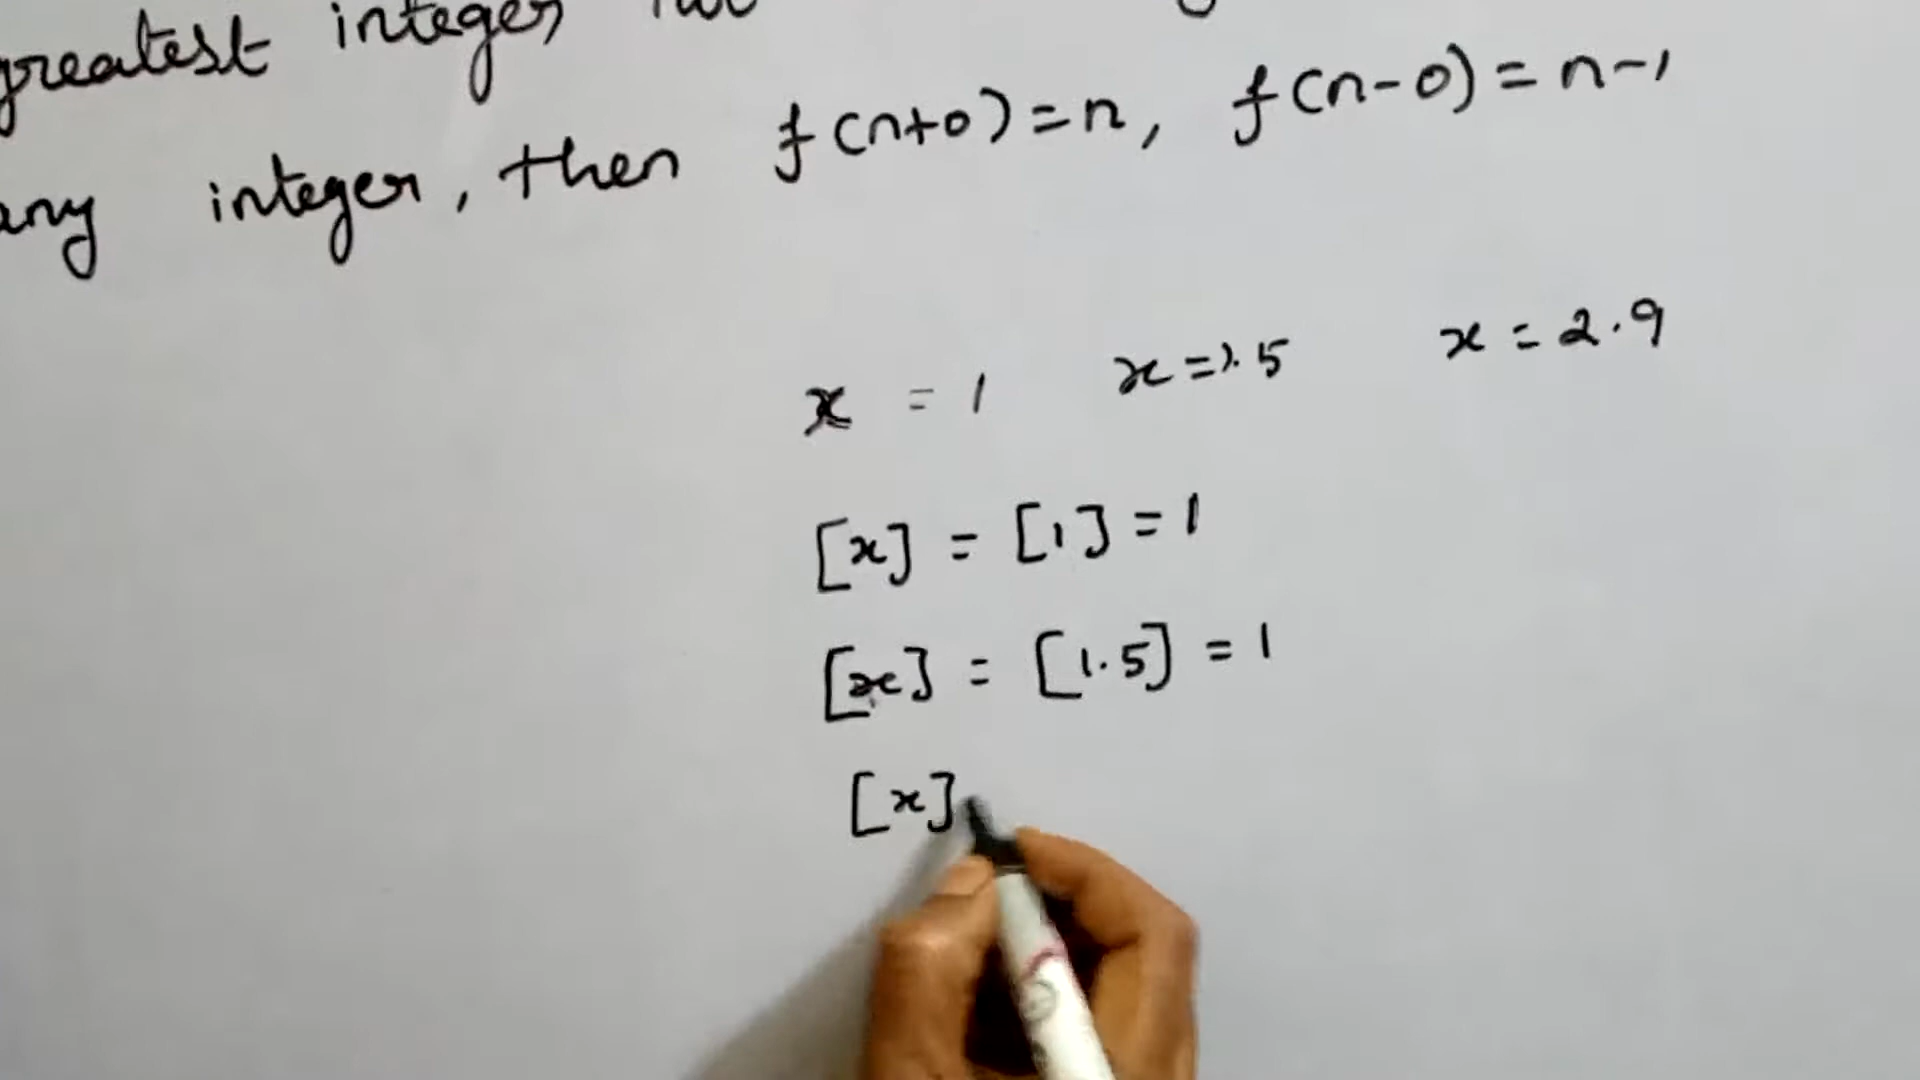 greatest integer
any integer, then f(n+0)=n, f(n-0)=n-1
x = 1 x=1.5 x = 2.9
[x] = [1] = 1
[x] = [1.5] = 1
[x]